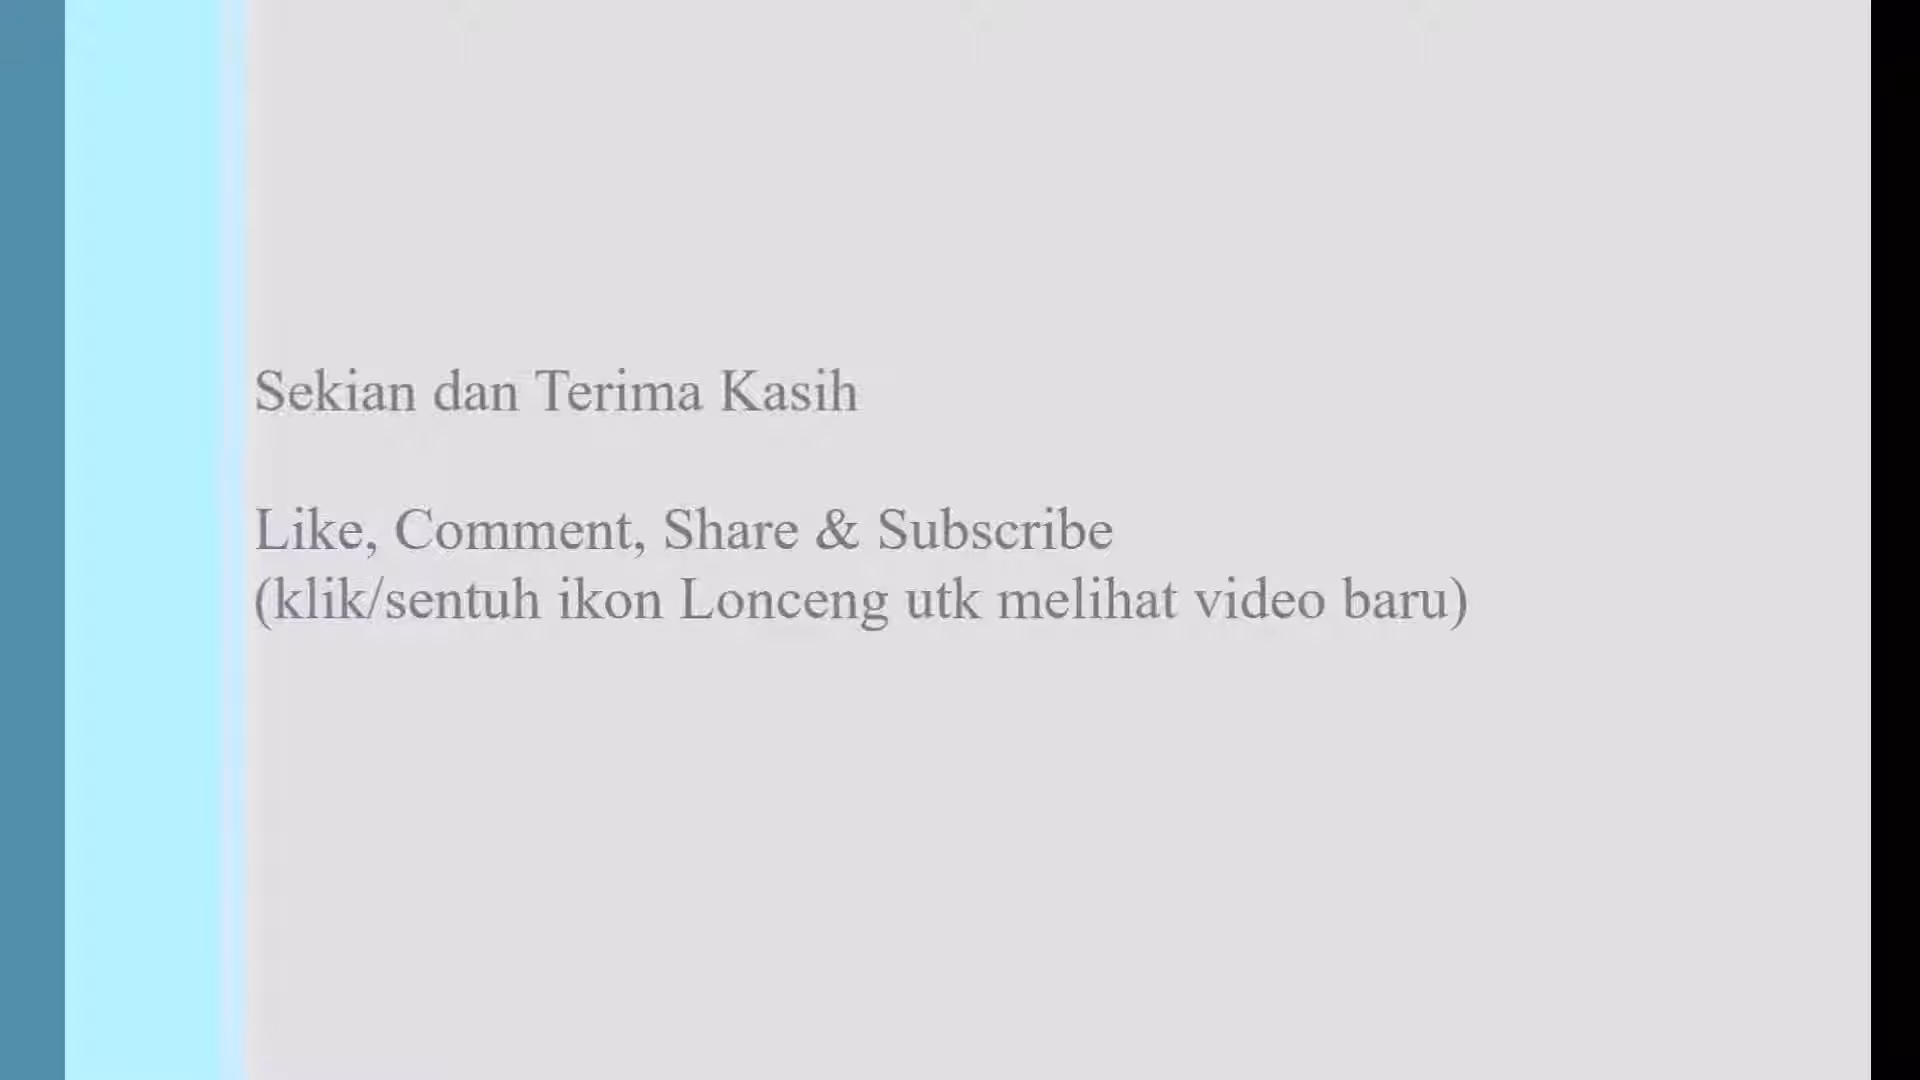 Sekian dan Terima Kasih
Like, Comment, Share & Subscribe
(klik/sentuh ikon Lonceng utk melihat video baru)